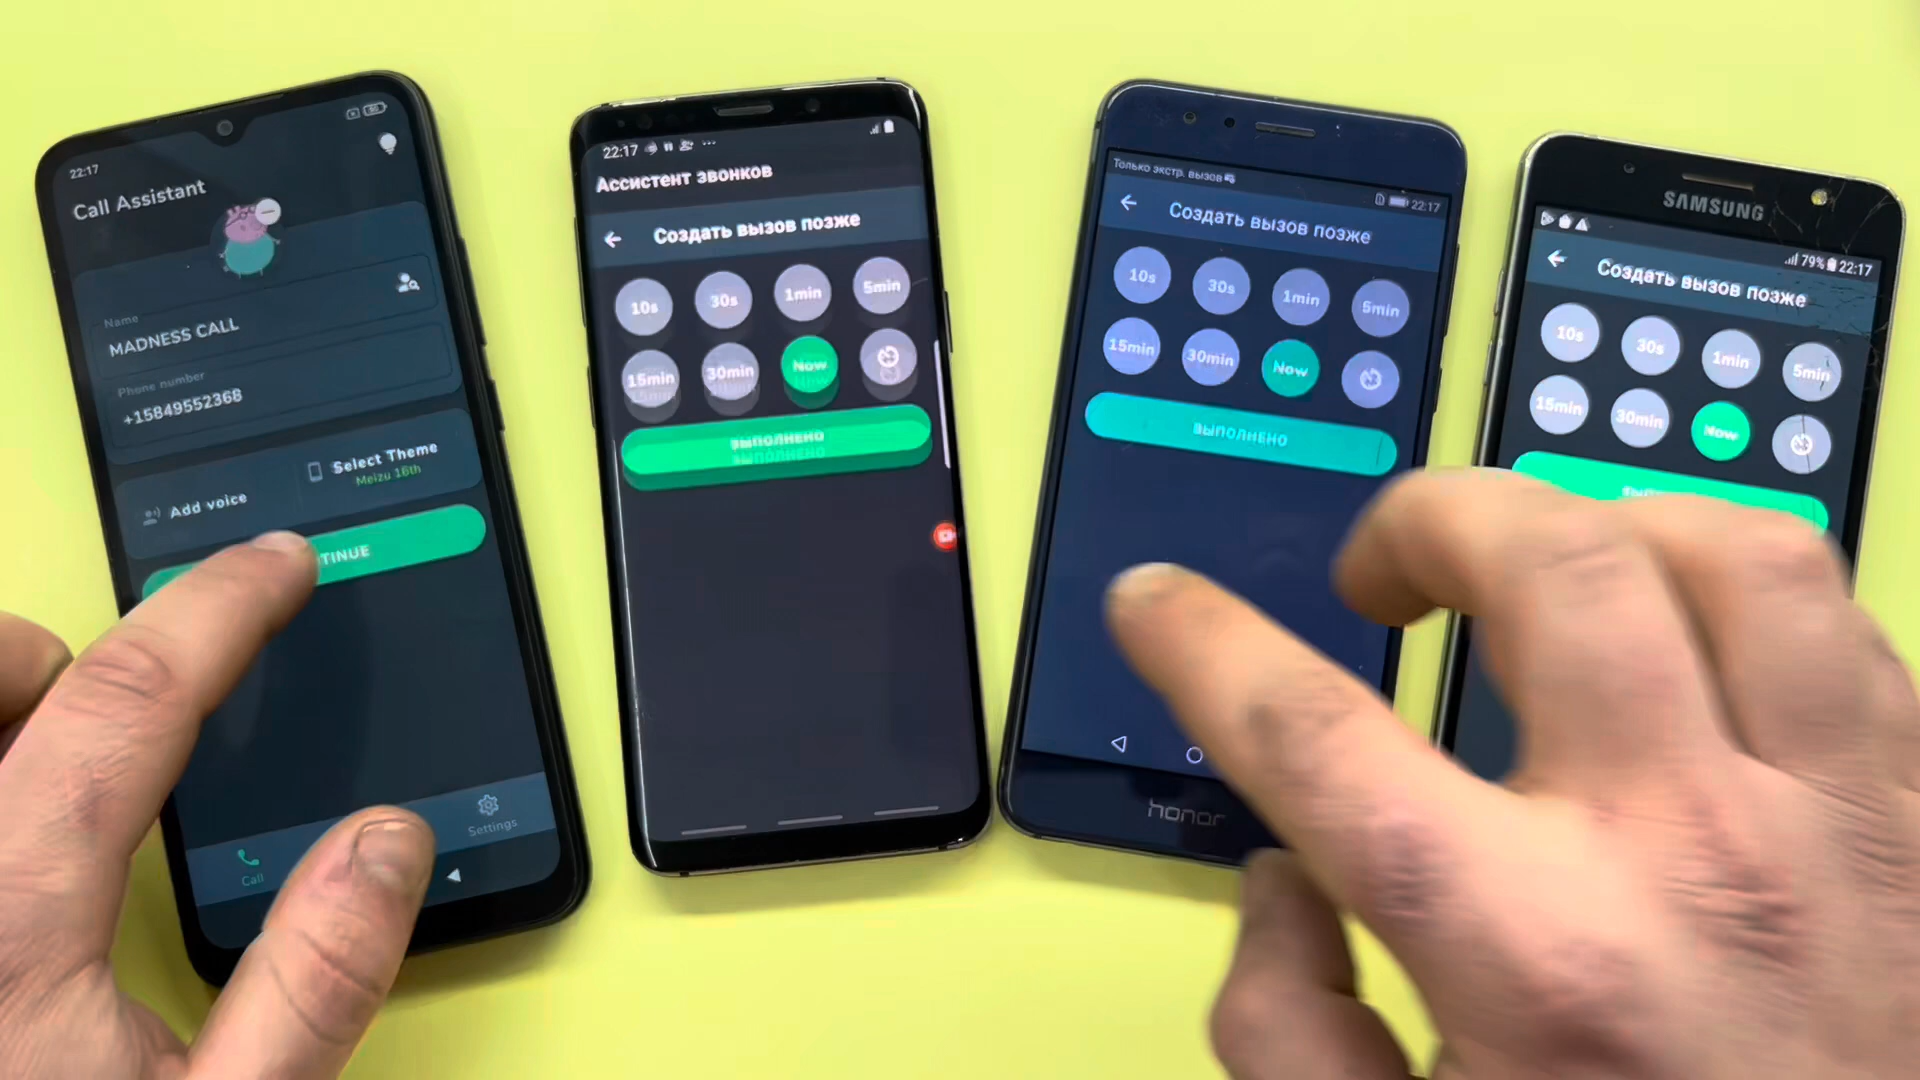 22:17
Call Assistant
Name
MADNESS CALL
Phone number
+15849552368
Add voice
Select Theme
Meizu 16th
TINUE
Call
Settings
22:17
Ассистент звонков
Создать вызов позже
10s 30s 1min 5min
15min 30min Now
ВЫПОЛНЕНО
Только экстр. вызов
22:17
Создать вызов позже
10s 30s 1min 5min
15min 30min Now
ВЫПОЛНЕНО
honor
SAMSUNG
79% 22:17
Создать вызов позже
10s 30s 1min 5min
15min 30min Now